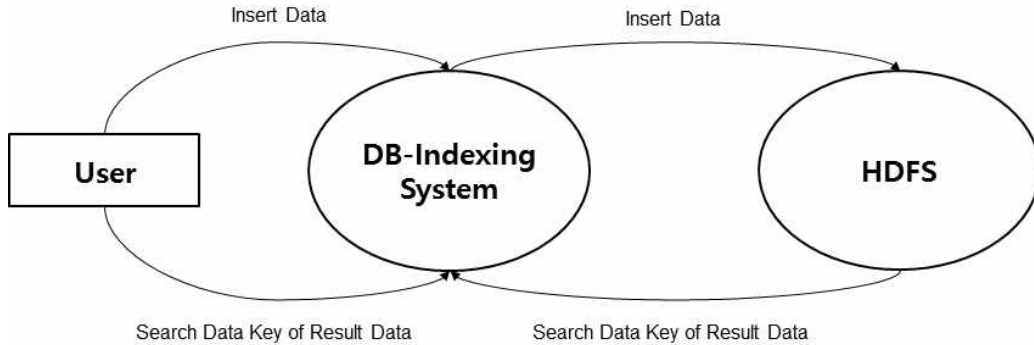 Insert Data
Insert Data
User
DB-Indexing
System
HDFS
Search Data Key of Result Data
Search Data Key of Result Data